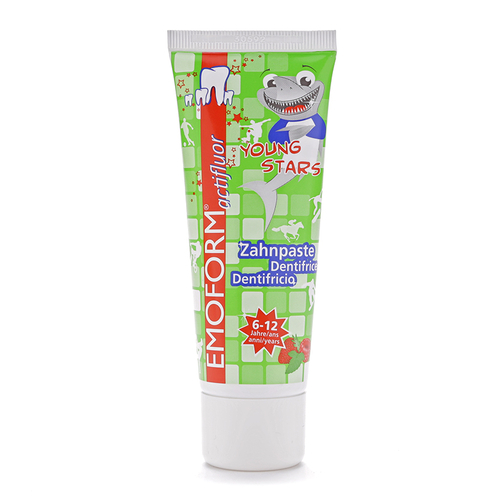 EMOFORM® actifluor
YOUNG
STARS
Zahnpaste
Dentifrice
Dentifricio
6-12
Jahre/ans
anni/years